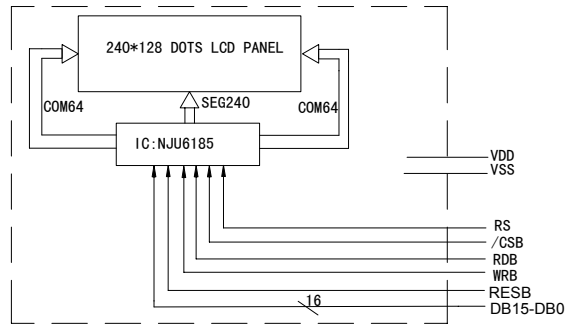 240*128 DOTS LCD PANEL
COM64
SEG240
COM64
IC:NJU6185
VDD
VSS
RS
/CSB
RDB
WRB
RESB
16
DB15-DB0